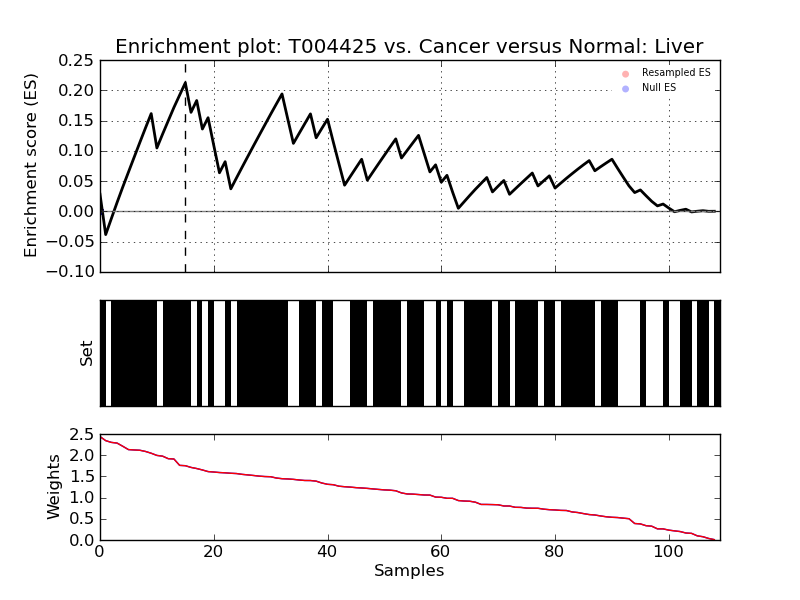 Enrichment plot: T004425 vs. Cancer versus Normal: Liver
Enrichment score (ES)
0.25
0.20
0.15
0.10
0.05
0.00
−0.05
−0.10
Resampled ES
Null ES
Set
Weights
2.5
2.0
1.5
1.0
0.5
0.0
0 20 40 60 80 100
Samples